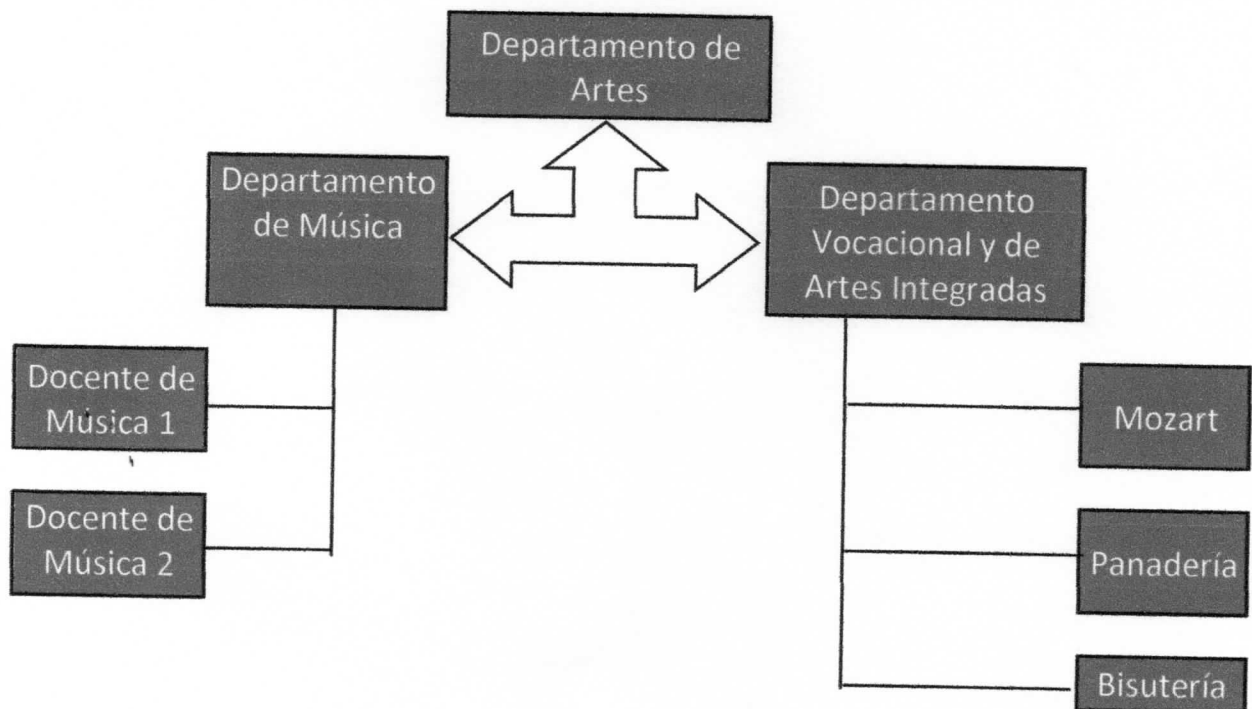 Departamento de
Artes
Departamento
de Música
Departamento
Vocacional y de
Artes Integradas
Docente de
Música 1
Docente de
Música 2
Mozart
Panadería
Bisutería